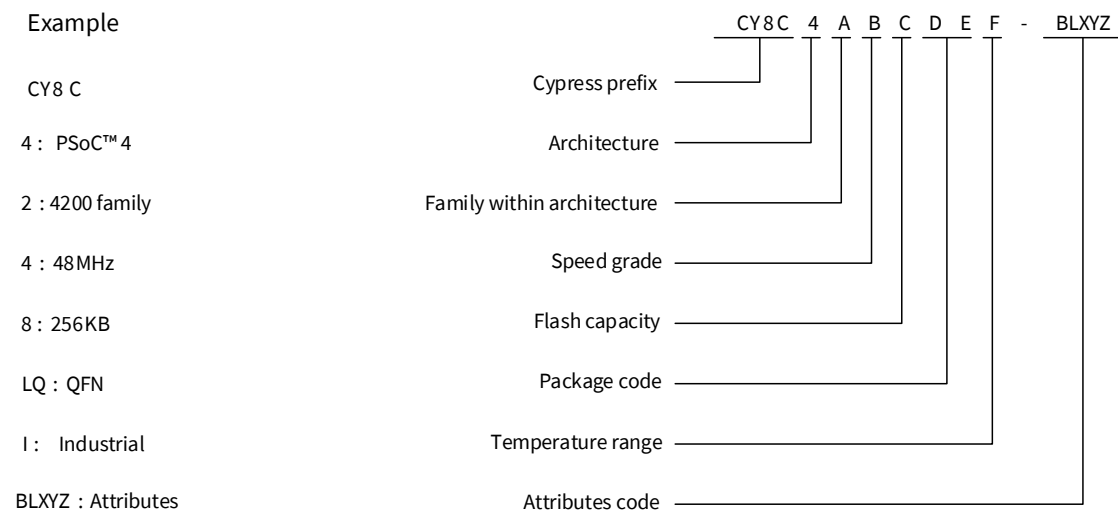 Example CY8C 4 A B C D E F - BLXYZ
CY8 C Cypress prefix
4 : PSoC™ 4 Architecture
2 : 4200 family Family within architecture
4 : 48MHz Speed grade
8 : 256KB Flash capacity
LQ : QFN Package code
I : Industrial Temperature range
BLXYZ : Attributes Attributes code